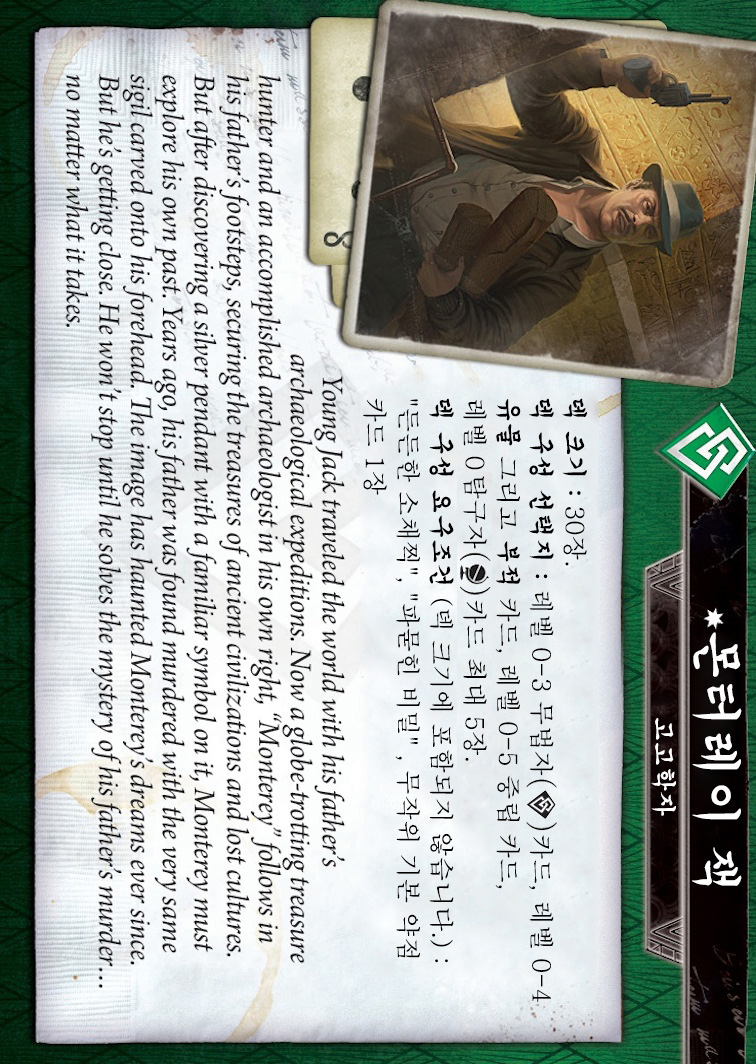 *몬터레이 잭
고고학자
덱 크기 : 30장.
덱 구성 선택지 : 레벨 0-3 무법자()카드, 레벨 0-4
유물 그리고 부적 카드, 레벨 0-5 중립 카드,
레벨 0 탐구자()카드 최대 5장.
덱 구성 요구조건 (덱 크기에 포함되지 않습니다.) :
"든든한 소채찍", "파묻힌 비밀", 무작위 기본 약점
카드 1장
Young Jack traveled the world with his father's
archaeological expeditions. Now a globe-trotting treasure
hunter and an accomplished archaeologist in his own right, “Monterey” follows in
his father's footsteps, securing the treasures of ancient civilizations and lost cultures.
But after discovering a silver pendant with a familiar symbol on it, Monterey must
explore his own past. Years ago, his father was found murdered with the very same
sigil carved onto his forehead. The image has haunted Monterey's dreams ever since.
But he's getting close. He won't stop until he solves the mystery of his father's murder...
no matter what it takes.
8